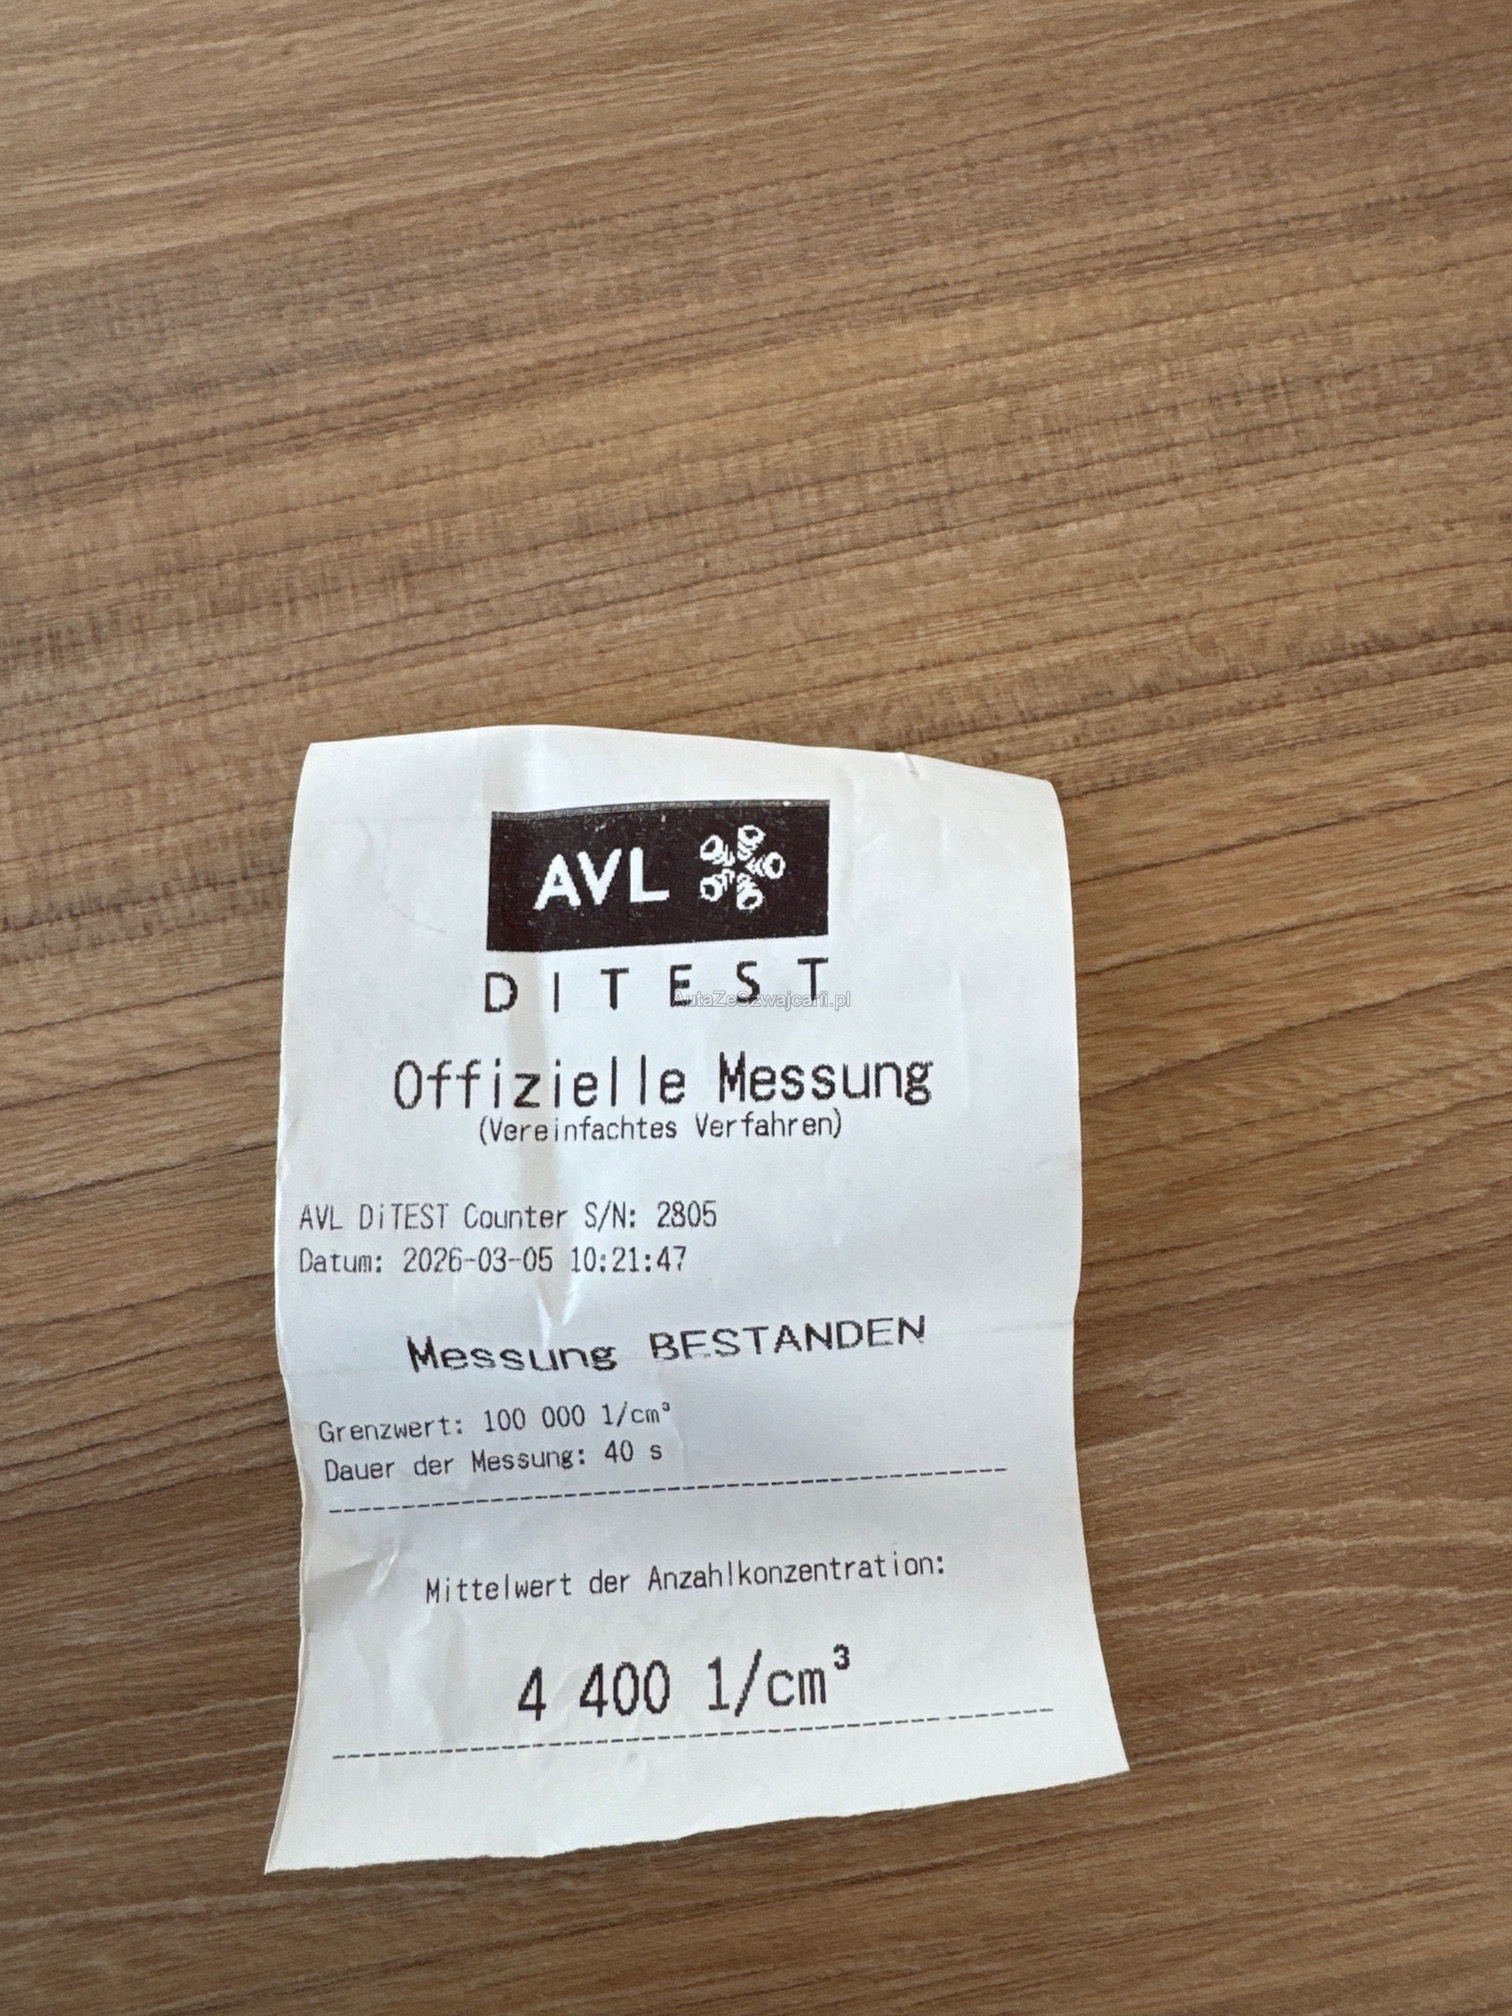 AVL
DITEST
AutaZeSzwajcarii.pl
Offizielle Messung
(Vereinfachtes Verfahren)
AVL DiTEST Counter S/N: 2805
Datum: 2026-03-05 10:21:47
Messung BESTANDEN
Grenzwert: 100 000 1/cm³
Dauer der Messung: 40 s
Mittelwert der Anzahlkonzentration:
4 400 1/cm³